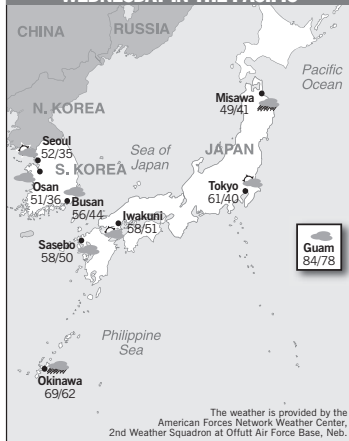 WEDNESDAY IN THE PACIFIC
CHINA
RUSSIA
Pacific
Ocean
Misawa
49/41
N. KOREA
Seoul
52/35
Sea of
Japan
JAPAN
S. KOREA
Osan
51/36
Busan
56/44
Tokyo
61/40
Iwakuni
58/51
Sasebo
58/50
Guam
84/78
Philippine
Sea
Okinawa
69/62
The weather is provided by the
American Forces Network Weather Center,
2nd Weather Squadron at Offutt Air Force Base, Neb.